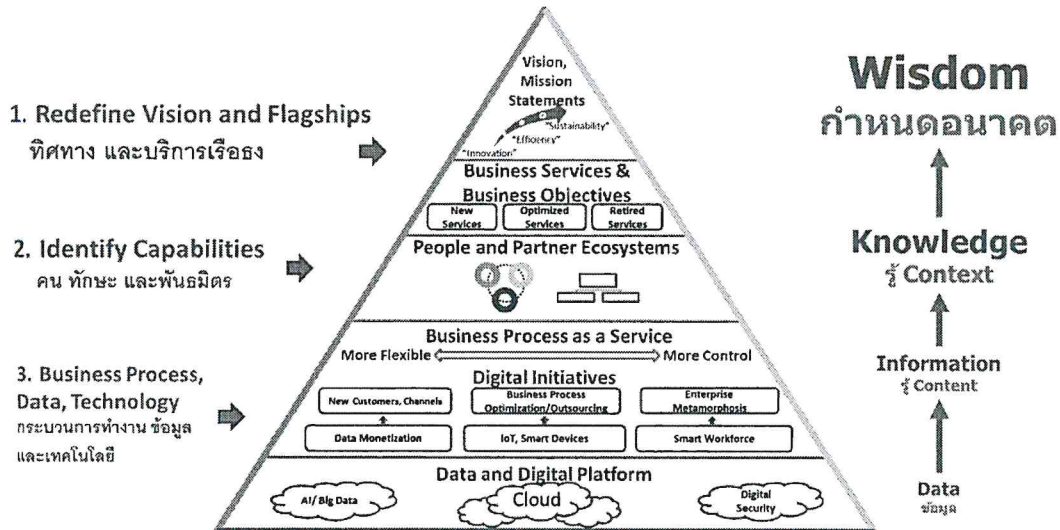 1. Redefine Vision and Flagships
ทิศทาง และบริการเรือธง
2. Identify Capabilities
คน ทักษะ และพันธมิตร
3. Business Process,
Data, Technology
กระบวนการทำงาน ข้อมูล
และเทคโนโลยี
Vision,
Mission
Statements
"Sustainability"
"Efficiency"
"Innovation"
Business Services &
Business Objectives
New
Services
Optimized
Services
Retired
Services
People and Partner Ecosystems
Business Process as a Service
More Flexible
More Control
Digital Initiatives
New Customers, Channels
Business Process
Optimization/Outsourcing
Enterprise
Metamorphosis
Data Monetization
IoT, Smart Devices
Smart Workforce
Data and Digital Platform
AI/ Big Data
Cloud
Digital
Security
Wisdom
กำหนดอนาคต
Knowledge
รู้ Context
Information
รู้ Content
Data
ข้อมูล